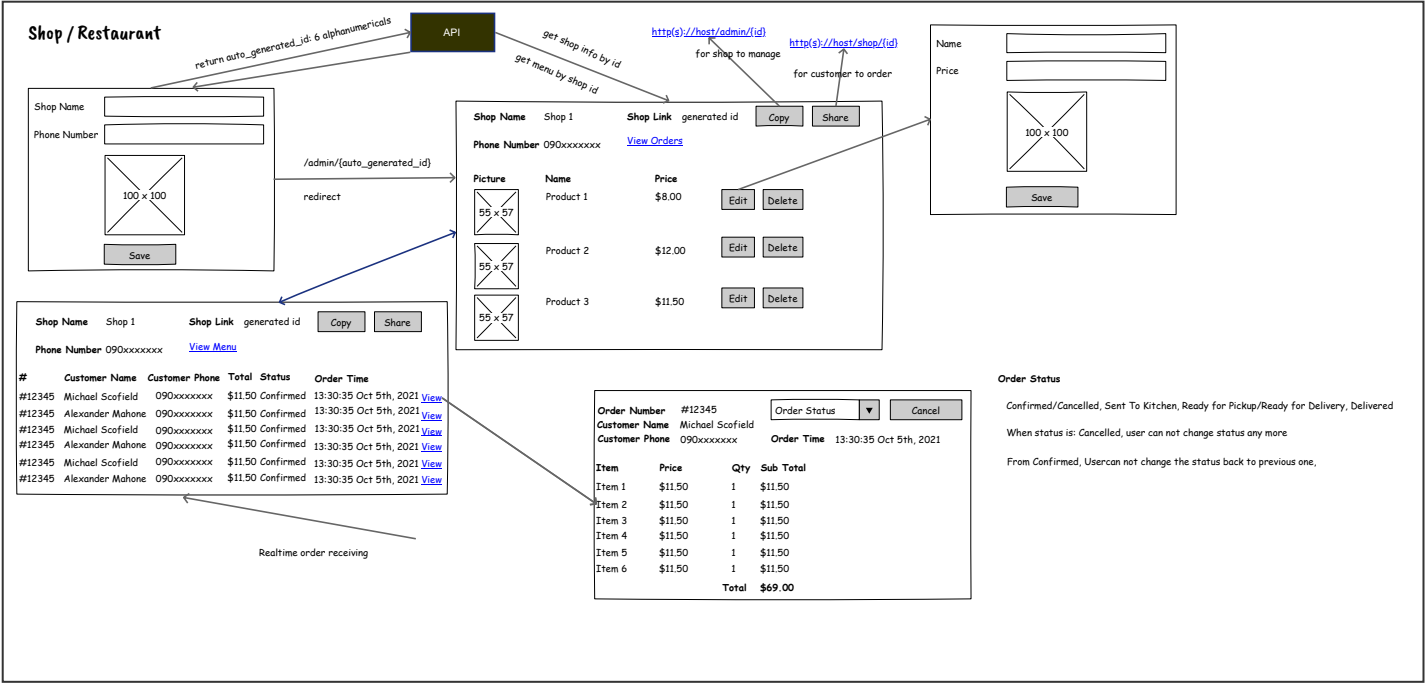 Shop / Restaurant
return auto_generated_id: 6 alphanumericals
API
get shop info by id
get menu by shop id
http(s)://host/admin/{id}
for shop to manage
http(s)://host/shop/{id}
for customer to order
Name
Price
100 x 100
Save
Shop Name
Phone Number
100 x 100
Save
/admin/{auto_generated_id}
redirect
Shop Name Shop 1 Shop Link generated id Copy Share
Phone Number 090xxxxxxx View Orders
Picture Name Price
55 x 57 Product 1 $8.00 Edit Delete
55 x 57 Product 2 $12.00 Edit Delete
55 x 57 Product 3 $11.50 Edit Delete
Shop Name Shop 1 Shop Link generated id Copy Share
Phone Number 090xxxxxxx View Menu
# Customer Name Customer Phone Total Status Order Time
#12345 Michael Scofield 090xxxxxxx $11.50 Confirmed 13:30:35 Oct 5th, 2021 View
#12345 Alexander Mahone 090xxxxxxx $11.50 Confirmed 13:30:35 Oct 5th, 2021 View
#12345 Michael Scofield 090xxxxxxx $11.50 Confirmed 13:30:35 Oct 5th, 2021 View
#12345 Alexander Mahone 090xxxxxxx $11.50 Confirmed 13:30:35 Oct 5th, 2021 View
#12345 Michael Scofield 090xxxxxxx $11.50 Confirmed 13:30:35 Oct 5th, 2021 View
#12345 Alexander Mahone 090xxxxxxx $11.50 Confirmed 13:30:35 Oct 5th, 2021 View
Realtime order receiving
Order Number #12345 Order Status Cancel
Customer Name Michael Scofield
Customer Phone 090xxxxxxx Order Time 13:30:35 Oct 5th, 2021
Item Price Qty Sub Total
Item 1 $11.50 1 $11.50
Item 2 $11.50 1 $11.50
Item 3 $11.50 1 $11.50
Item 4 $11.50 1 $11.50
Item 5 $11.50 1 $11.50
Item 6 $11.50 1 $11.50
Total $69.00
Order Status
Confirmed/Cancelled, Sent To Kitchen, Ready for Pickup/Ready for Delivery, Delivered
When status is: Cancelled, user can not change status any more
From Confirmed, Usercan not change the status back to previous one,